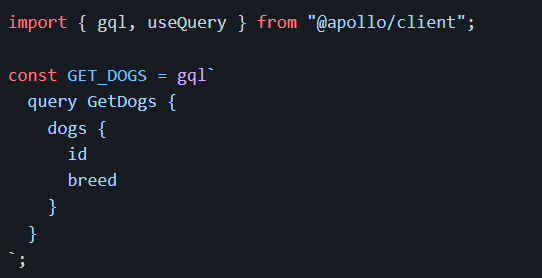 import { gql, useQuery } from "@apollo/client";

const GET_DOGS = gql`
  query GetDogs {
    dogs {
      id
      breed
    }
  }
`;